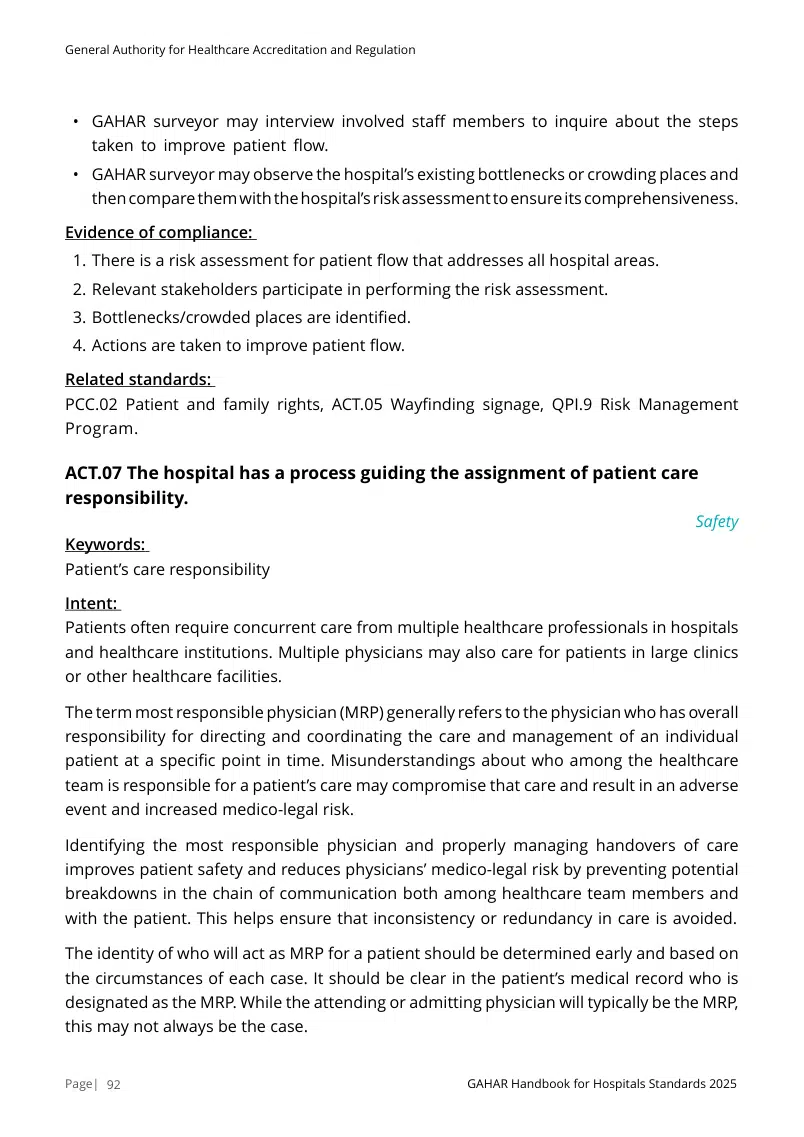 General Authority for Healthcare Accreditation and Regulation
• GAHAR surveyor may interview involved staff members to inquire about the steps
taken to improve patient flow.
• GAHAR surveyor may observe the hospital's existing bottlenecks or crowding places and
then compare them with the hospital's risk assessment to ensure its comprehensiveness.
Evidence of compliance:
1. There is a risk assessment for patient flow that addresses all hospital areas.
2. Relevant stakeholders participate in performing the risk assessment.
3. Bottlenecks/crowded places are identified.
4. Actions are taken to improve patient flow.
Related standards:
PCC.02 Patient and family rights, ACT.05 Wayfinding signage, QPI.9 Risk Management
Program.
ACT.07 The hospital has a process guiding the assignment of patient care
responsibility.
Safety
Keywords:
Patient's care responsibility
Intent:
Patients often require concurrent care from multiple healthcare professionals in hospitals
and healthcare institutions. Multiple physicians may also care for patients in large clinics
or other healthcare facilities.
The term most responsible physician (MRP) generally refers to the physician who has overall
responsibility for directing and coordinating the care and management of an individual
patient at a specific point in time. Misunderstandings about who among the healthcare
team is responsible for a patient's care may compromise that care and result in an adverse
event and increased medico-legal risk.
Identifying the most responsible physician and properly managing handovers of care
improves patient safety and reduces physicians' medico-legal risk by preventing potential
breakdowns in the chain of communication both among healthcare team members and
with the patient. This helps ensure that inconsistency or redundancy in care is avoided.
The identity of who will act as MRP for a patient should be determined early and based on
the circumstances of each case. It should be clear in the patient's medical record who is
designated as the MRP. While the attending or admitting physician will typically be the MRP,
this may not always be the case.
Page| 92
GAHAR Handbook for Hospitals Standards 2025